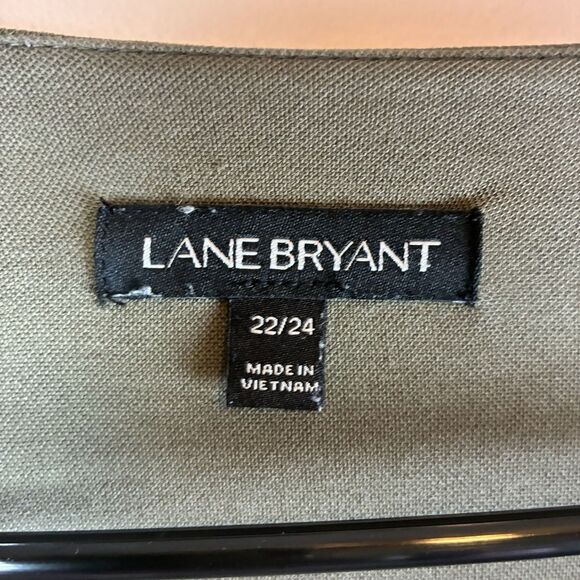 LANE BRYANT
22/24
MADE IN
VIETNAM